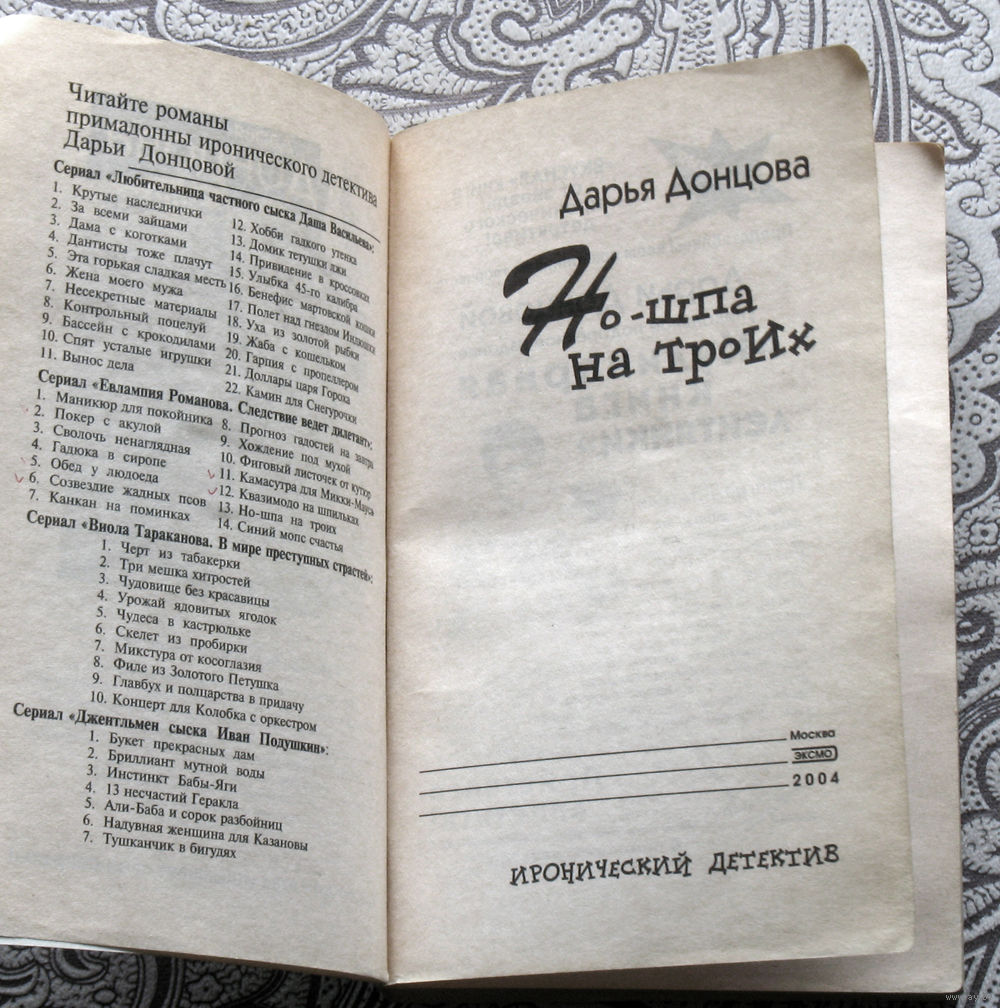 Читайте романы
примадонны иронического детектива
Дарьи Донцовой
Сериал «Любительница частного сыска Даша Васильева»:
1. Крутые наследнички
2. За всеми зайцами
3. Дама с коготками
4. Дантисты тоже плачут
5. Эта горькая сладкая месть
6. Жена моего мужа
7. Несекретные материалы
8. Контрольный поцелуй
9. Бассейн с крокодилами
10. Спят усталые игрушки
11. Вынос дела
12. Хобби гадкого утенка
13. Домик тетушки лжи
14. Привидение в кроссовках
15. Улыбка 45-го калибра
16. Бенефис мартовской кошки
17. Полет над гнездом Индюшки
18. Уха из золотой рыбки
19. Жаба с кошельком
20. Гарпия с пропеллером
21. Доллары царя Гороха
22. Камин для Снегурочки
Сериал «Евлампия Романова. Следствие ведет дилетант»:
1. Маникюр для покойника
2. Покер с акулой
3. Сволочь ненаглядная
4. Гадюка в сиропе
5. Обед у людоеда
6. Созвездие жадных псов
7. Канкан на поминках
8. Прогноз гадостей на завтра
9. Хождение под мухой
10. Фиговый листочек от кутюр
11. Камасутра для Микки-Мауса
12. Квазимодо на шпильках
13. Но-шпа на троих
14. Синий мопс счастья
Сериал «Виола Тараканова. В мире преступных страстей»:
1. Черт из табакерки
2. Три мешка хитростей
3. Чудовище без красавицы
4. Урожай ядовитых ягодок
5. Чудеса в кастрюльке
6. Скелет из пробирки
7. Микстура от косоглазия
8. Филе из Золотого Петушка
9. Главбух и полцарства в придачу
10. Концерт для Колобка с оркестром
Сериал «Джентльмен сыска Иван Подушкин»:
1. Букет прекрасных дам
2. Бриллиант мутной воды
3. Инстинкт Бабы-Яги
4. 13 несчастий Геракла
5. Али-Баба и сорок разбойниц
6. Надувная женщина для Казановы
7. Тушканчик в бигудях
Дарья Донцова
Но-шпа
на троих
Москва
ЭКСМО
2004
ИРОНИЧЕСКИЙ ДЕТЕКТИВ